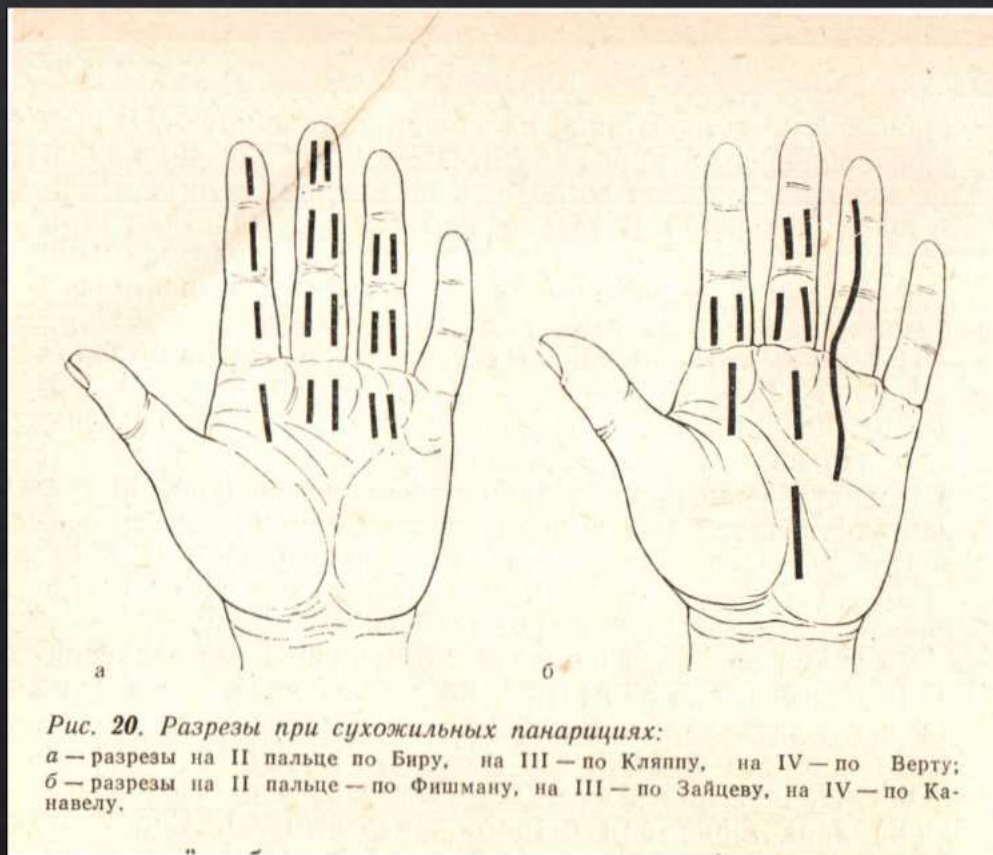 а
б
Рис. 20. Разрезы при сухожильных панарициях:
а — разрезы на II пальце по Биру, на III — по Кляппу, на IV — по Верту;
б — разрезы на II пальце — по Фишману, на III — по Зайцеву, на IV — по Ка-
навелу.